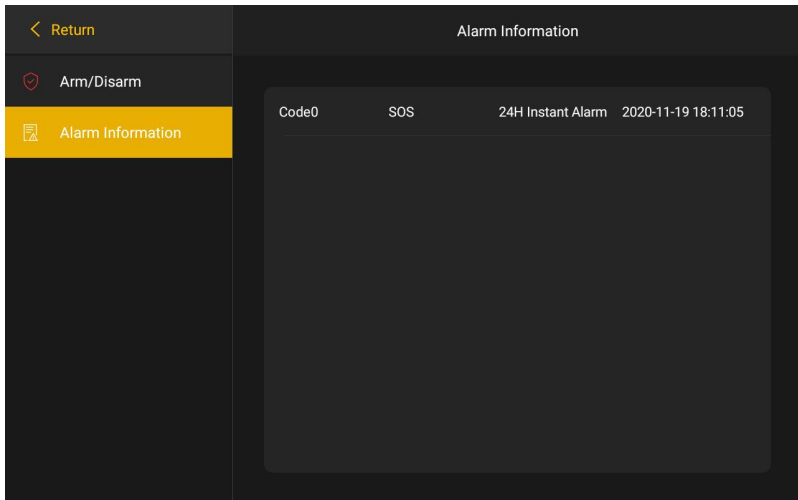 Return
Alarm Information
Arm/Disarm
Alarm Information
Code0 SOS 24H Instant Alarm 2020-11-19 18:11:05